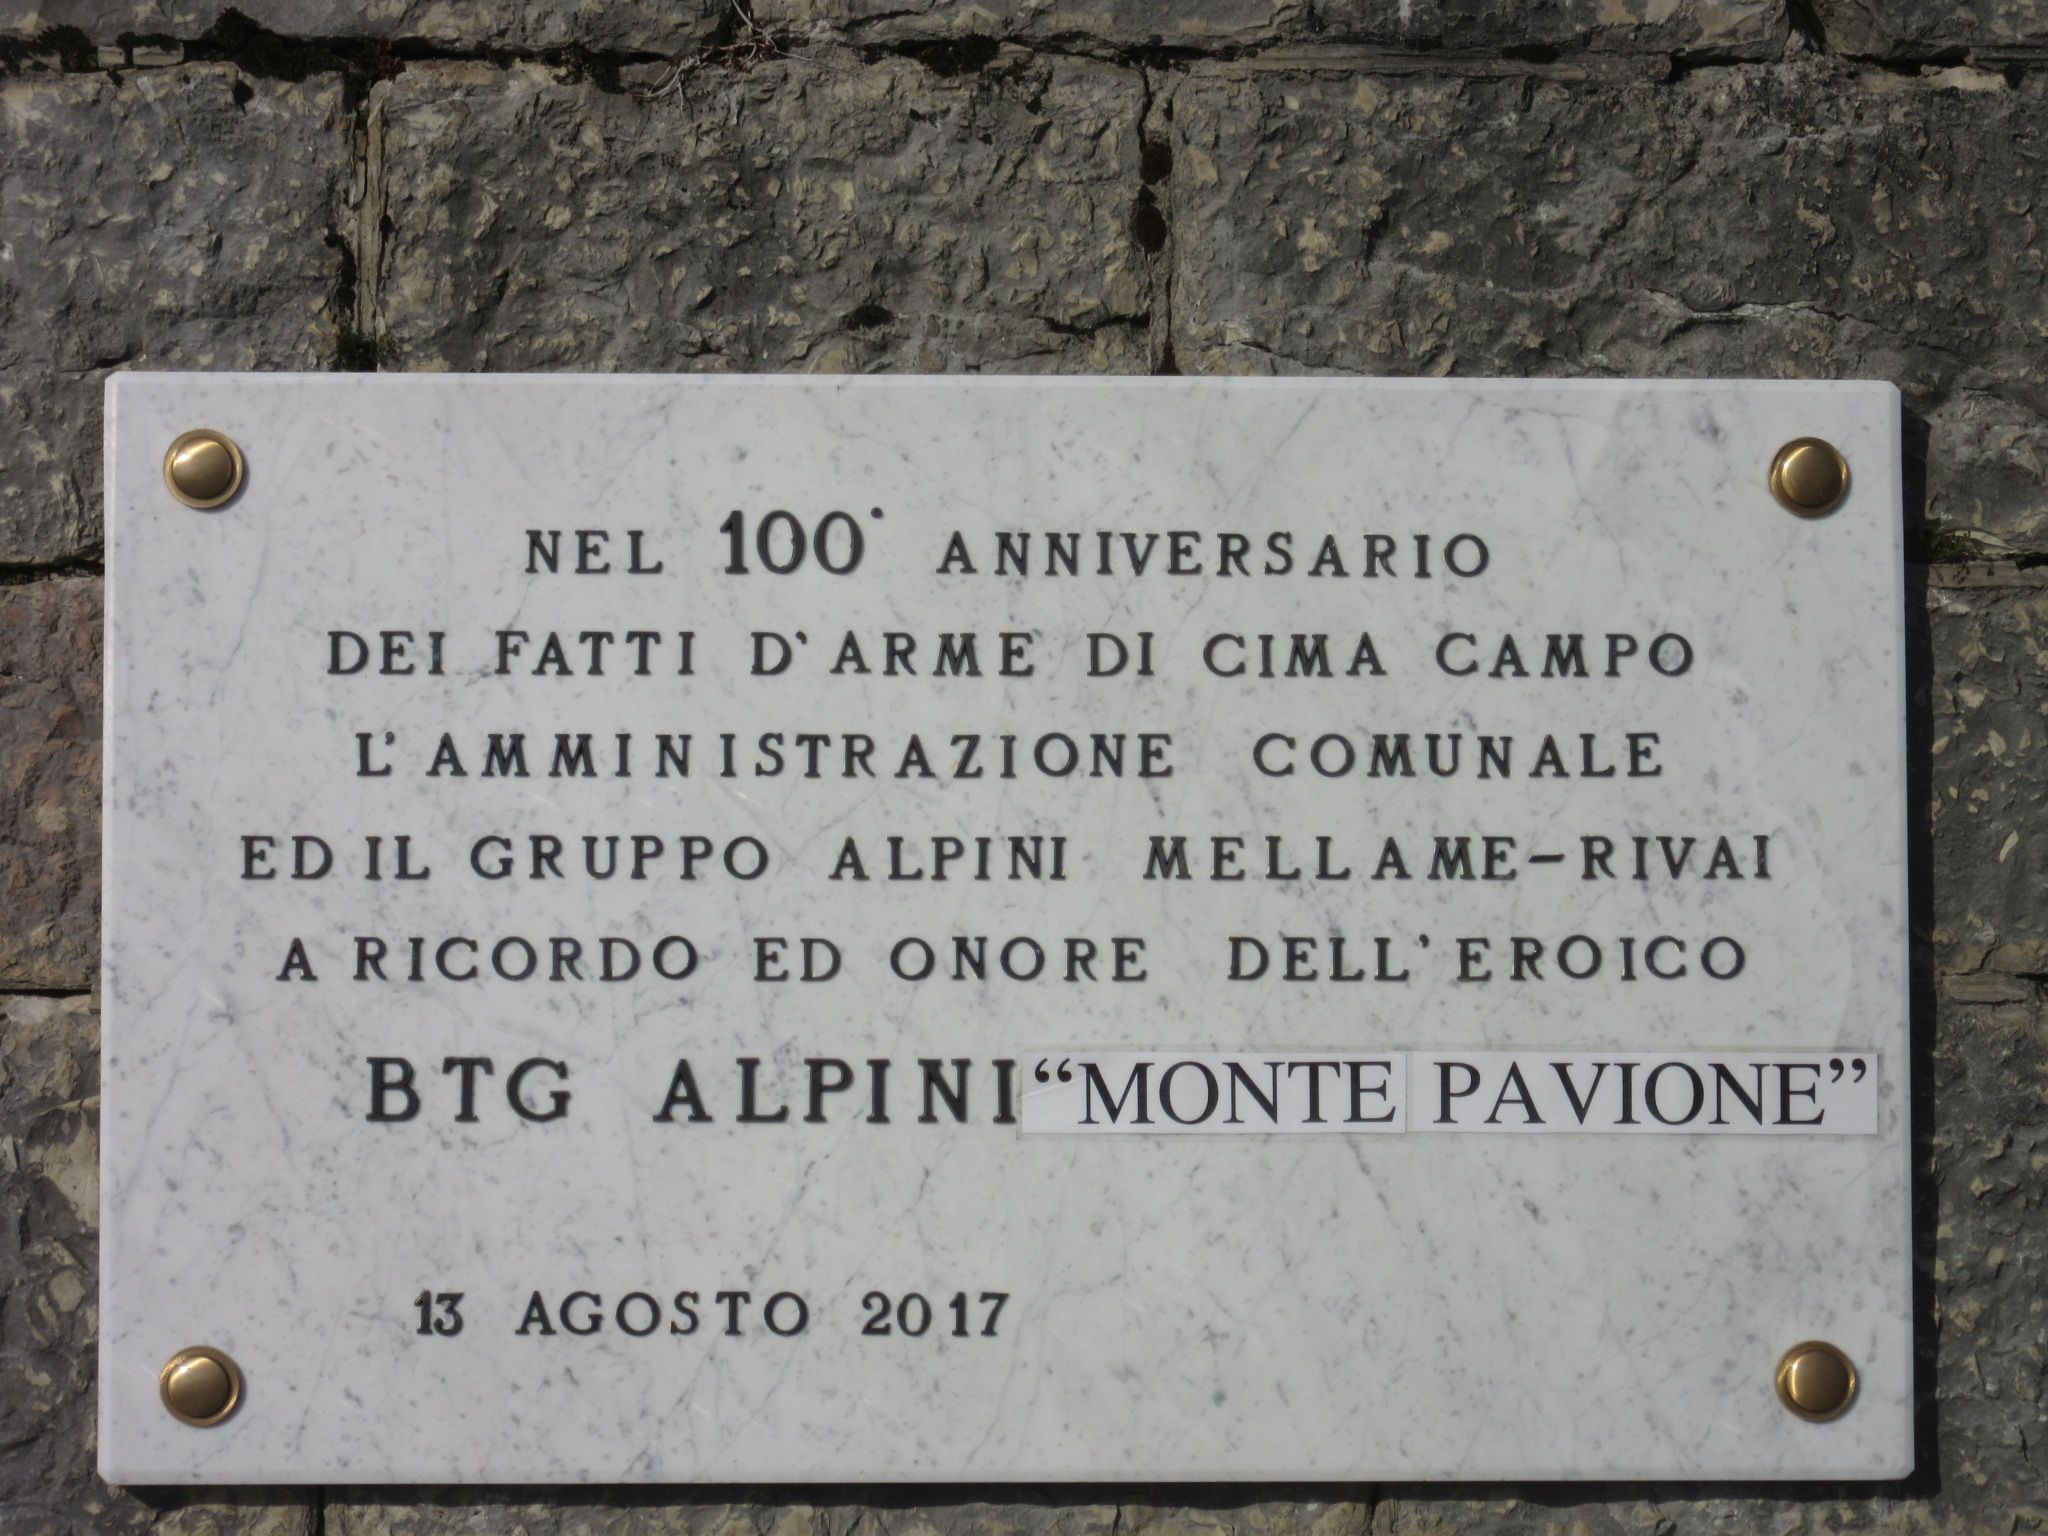 NEL 100° ANNIVERSARIO
DEI FATTI D'ARME DI CIMA CAMPO
L'AMMINISTRAZIONE COMUNALE
ED IL GRUPPO ALPINI MELLAME-RIVAI
A RICORDO ED ONORE DELL'EROICO
BTG ALPINI “MONTE PAVIONE”
13 AGOSTO 2017